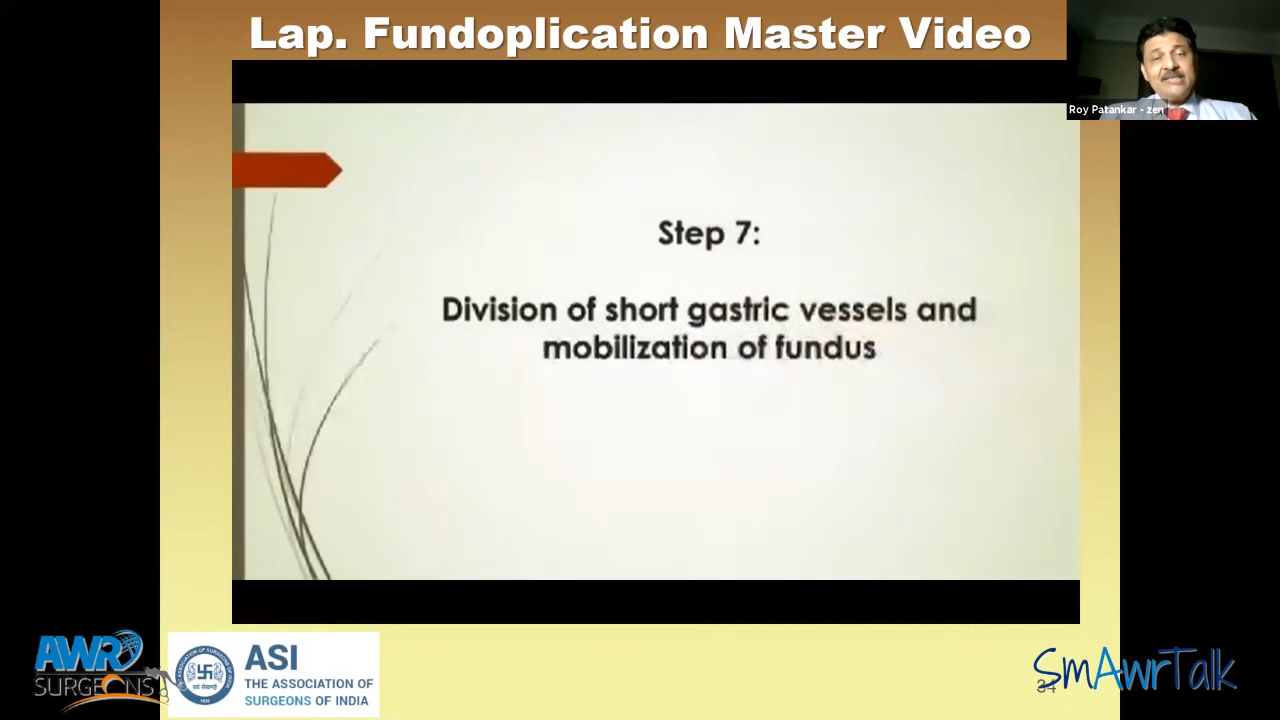 Lap. Fundoplication Master Video
Roy Patankar - zen
Step 7:
Division of short gastric vessels and
mobilization of fundus
AWR
SURGEONS
ASI
THE ASSOCIATION OF
SURGEONS OF INDIA
SmAwrTalk
34